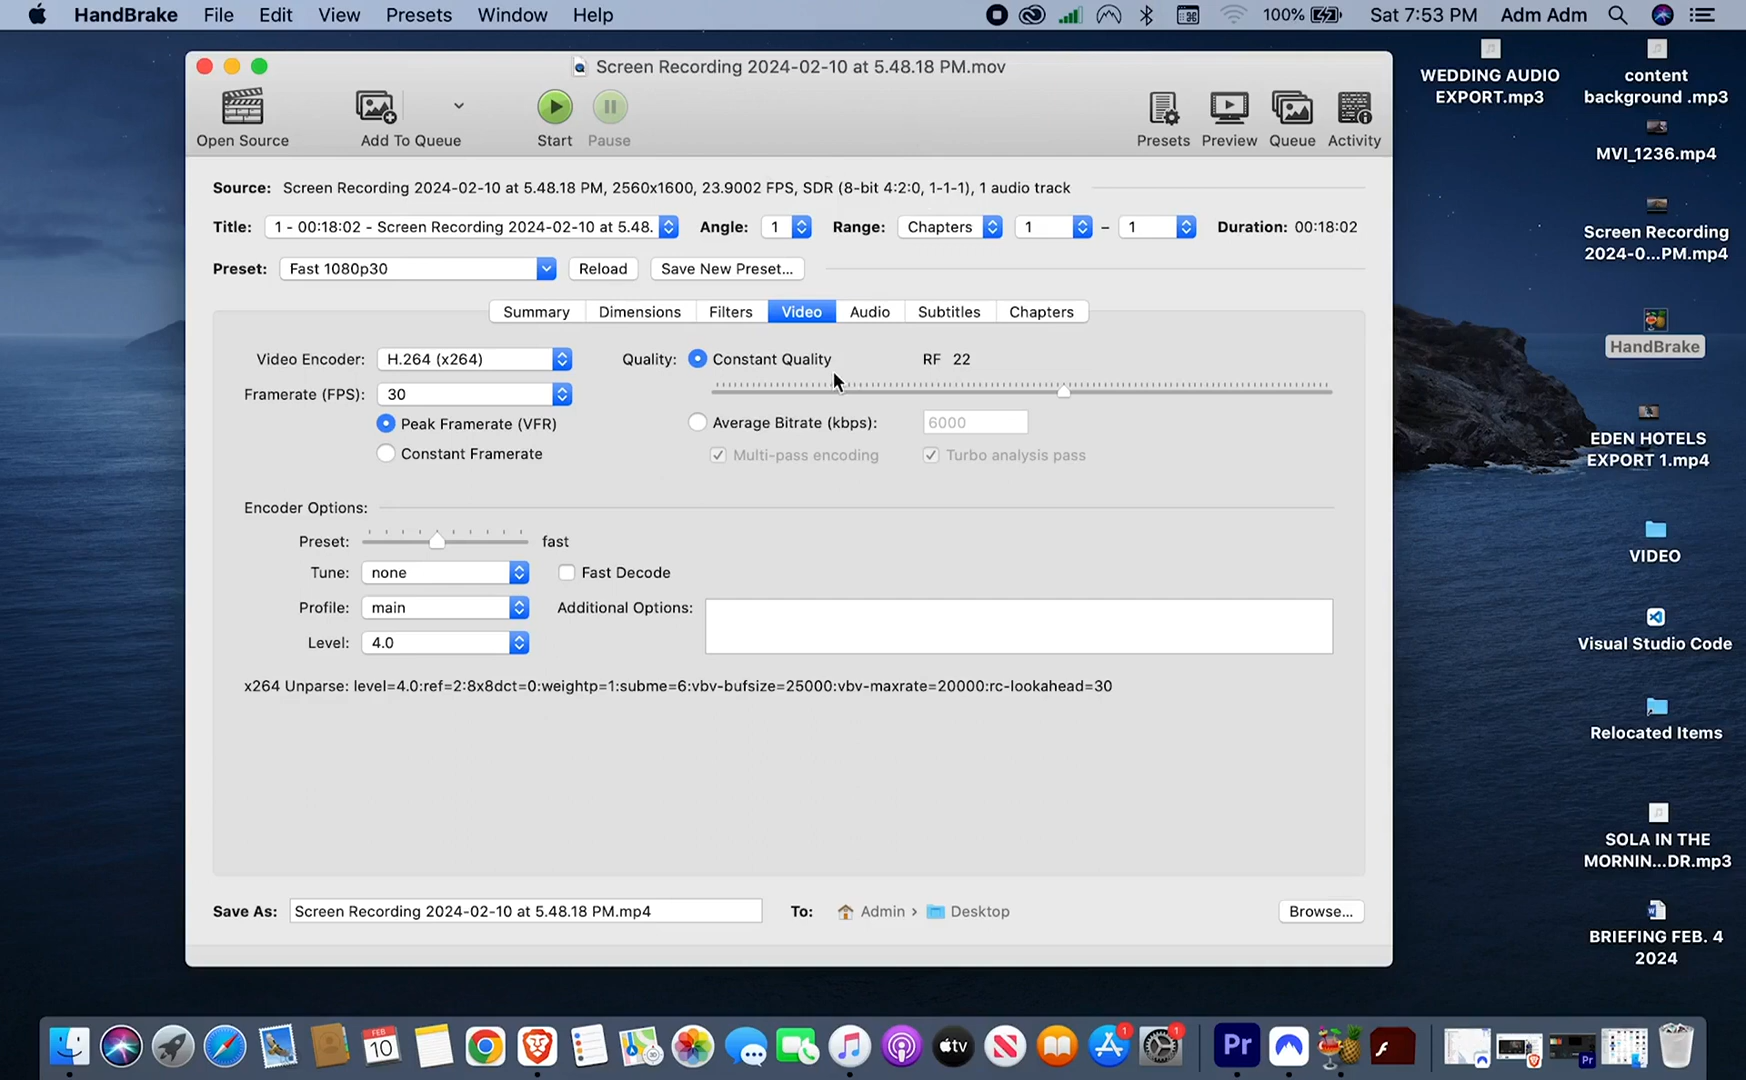 HandBrake File Edit View Presets Window Help 100% Sat 7:53 PM Adm Adm
Screen Recording 2024-02-10 at 5.48.18 PM.mov
Open Source Add To Queue Start Pause Presets Preview Queue Activity
Source: Screen Recording 2024-02-10 at 5.48.18 PM, 2560x1600, 23.9002 FPS, SDR (8-bit 4:2:0, 1-1-1), 1 audio track
Title: 1 - 00:18:02 - Screen Recording 2024-02-10 at 5.48. Angle: 1 Range: Chapters 1 – 1 Duration: 00:18:02
Preset: Fast 1080p30 Reload Save New Preset...
Summary Dimensions Filters Video Audio Subtitles Chapters
Video Encoder: H.264 (x264) Quality: Constant Quality RF 22
Framerate (FPS): 30
Peak Framerate (VFR) Average Bitrate (kbps): 6000
Constant Framerate Multi-pass encoding Turbo analysis pass
Encoder Options:
Preset: fast
Tune: none Fast Decode
Profile: main Additional Options:
Level: 4.0
x264 Unparse: level=4.0:ref=2:8x8dct=0:weightp=1:subme=6:vbv-bufsize=25000:vbv-maxrate=20000:rc-lookahead=30
Save As: Screen Recording 2024-02-10 at 5.48.18 PM.mp4 To: Admin › Desktop Browse...
WEDDING AUDIO
EXPORT.mp3
content
background .mp3
MVI_1236.mp4
Screen Recording
2024-0...PM.mp4
HandBrake
EDEN HOTELS
EXPORT 1.mp4
VIDEO
Visual Studio Code
Relocated Items
SOLA IN THE
MORNIN...DR.mp3
BRIEFING FEB. 4
2024
FEB
10
tv
1
1
Pr